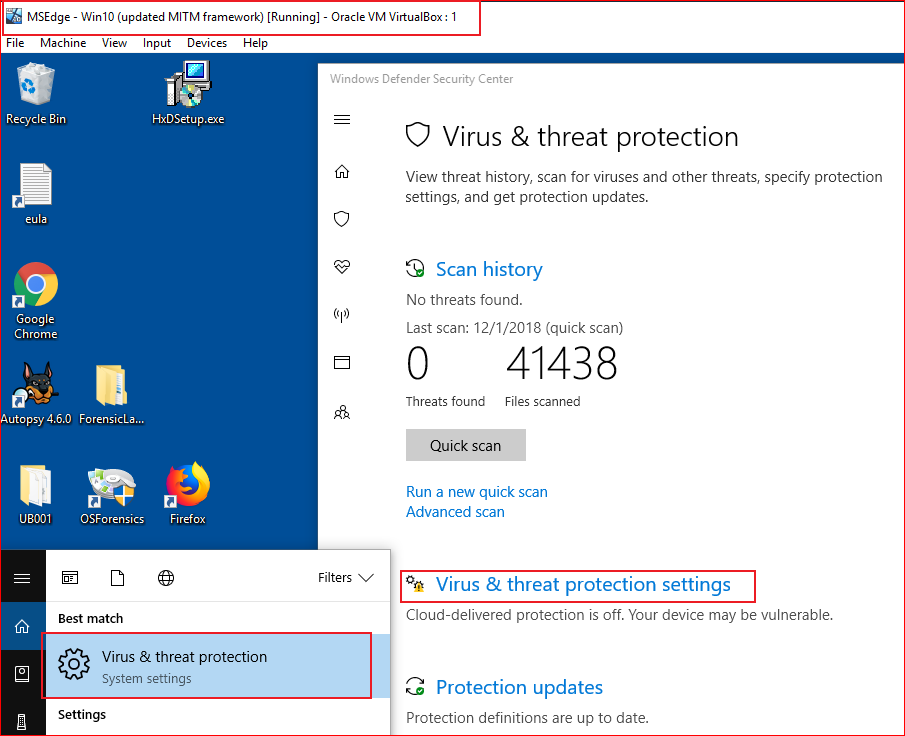 MSEdge - Win10 (updated MITM framework) [Running] - Oracle VM VirtualBox : 1
File Machine View Input Devices Help
Recycle Bin
HxDSetup.exe
eula
Google
Chrome
Autopsy 4.6.0
ForensicLa...
UB001
OSForensics
Firefox
Windows Defender Security Center
Virus & threat protection
View threat history, scan for viruses and other threats, specify protection
settings, and get protection updates.
Scan history
No threats found.
Last scan: 12/1/2018 (quick scan)
0 41438
Threats found Files scanned
Quick scan
Run a new quick scan
Advanced scan
Virus & threat protection settings
Cloud-delivered protection is off. Your device may be vulnerable.
Protection updates
Protection definitions are up to date.
Filters
Best match
Virus & threat protection
System settings
Settings